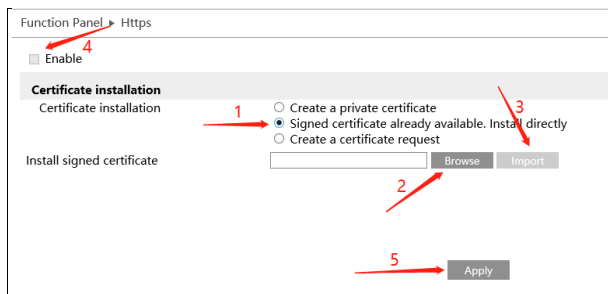 Function Panel ▶ Https
4
Enable
Certificate installation
Certificate installation
1
Create a private certificate
3
Signed certificate already available. Install directly
Create a certificate request
Install signed certificate
Browse
Import
2
5
Apply